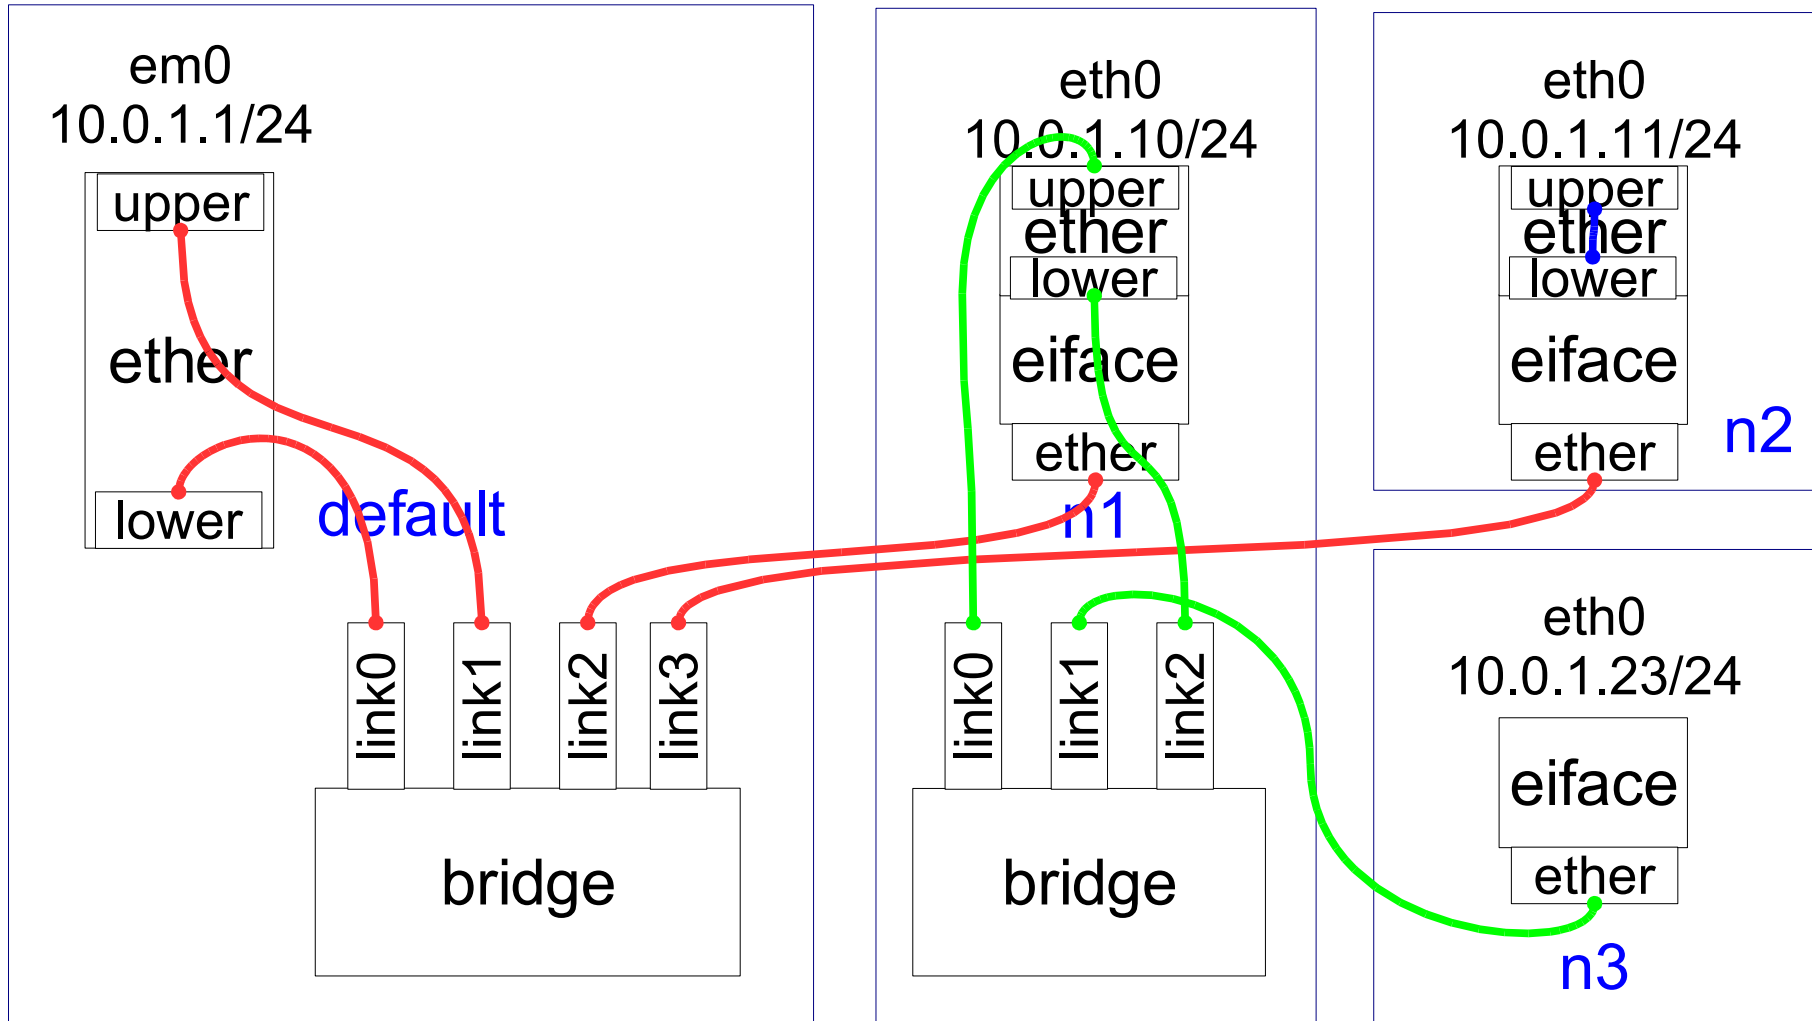 em0
10.0.1.1/24
upper
ether
lower
default
link0
link1
link2
link3
bridge
eth0
10.0.1.10/24
upper
ether
lower
eiface
ether
n1
link0
link1
link2
bridge
eth0
10.0.1.11/24
upper
ether
lower
eiface
ether
n2
eth0
10.0.1.23/24
eiface
ether
n3